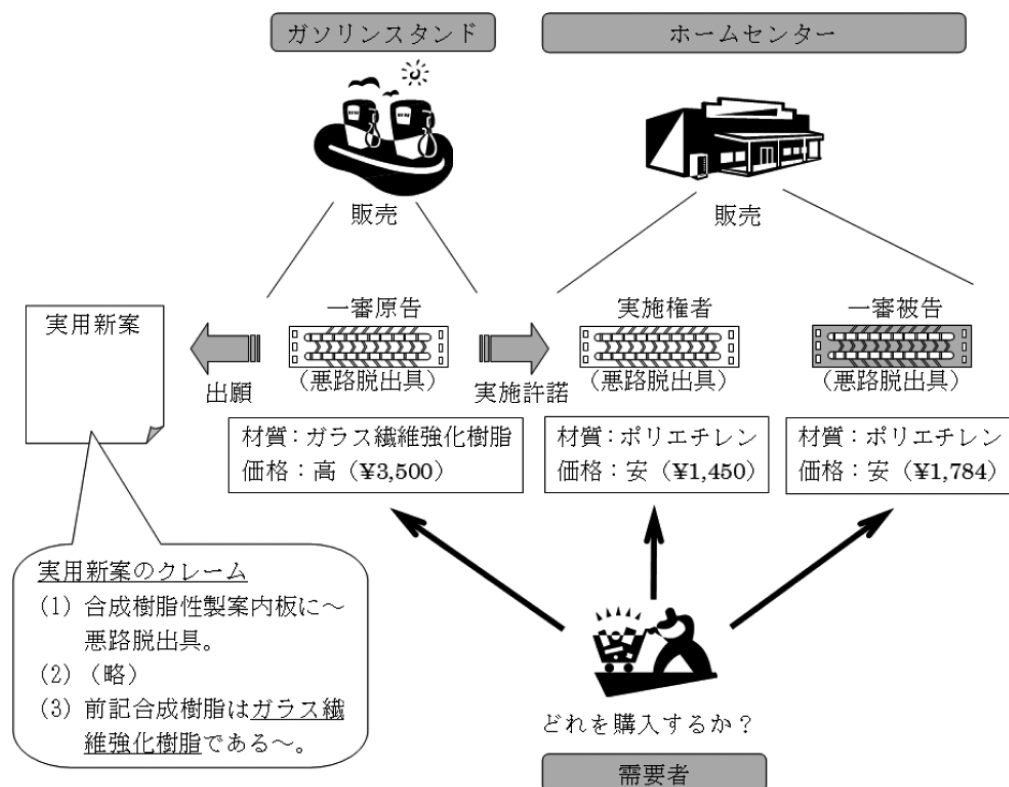 ガソリンスタンド
ホームセンター
販売
販売
実用新案
出願
一審原告
(悪路脱出具)
実施許諾
実施権者
(悪路脱出具)
一審被告
(悪路脱出具)
材質:ガラス繊維強化樹脂
価格:高(¥3,500)
材質:ポリエチレン
価格:安(¥1,450)
材質:ポリエチレン
価格:安(¥1,784)
実用新案のクレーム
(1) 合成樹脂性製案内板に~
悪路脱出具。
(2)(略)
(3) 前記合成樹脂はガラス繊
維強化樹脂である~。
どれを購入するか?
需要者